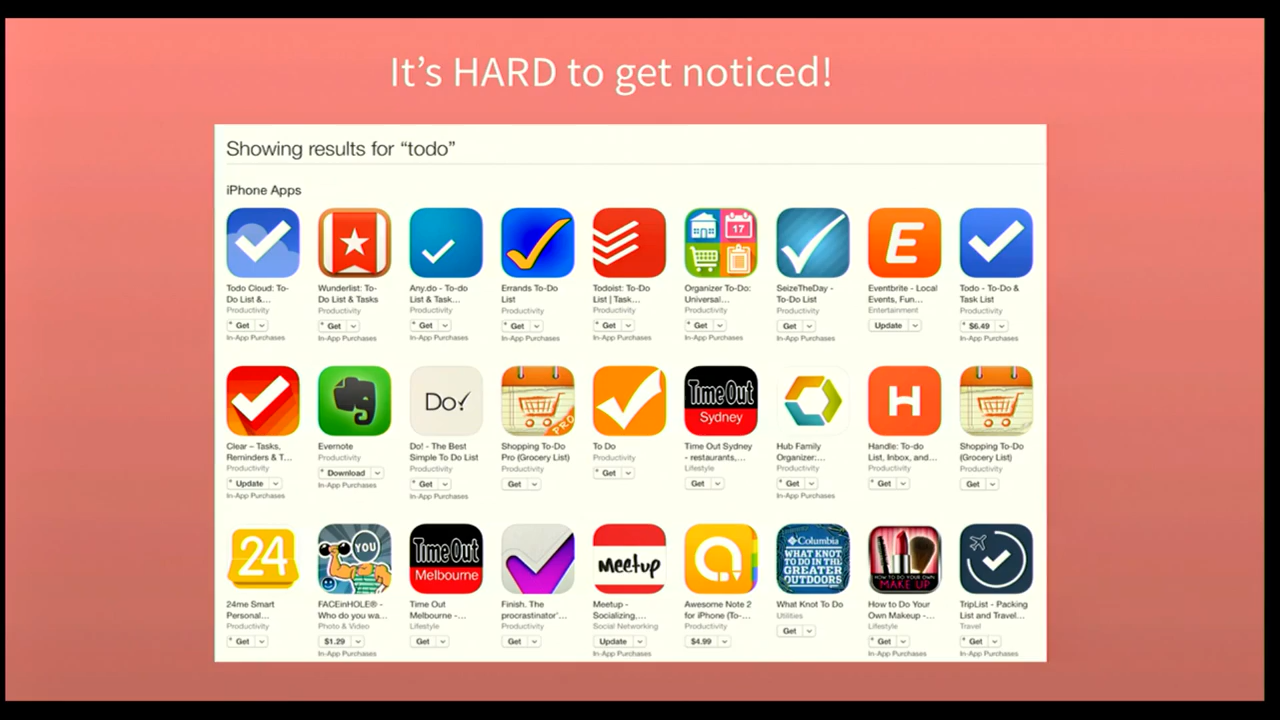 It's HARD to get noticed!
Showing results for “todo”
iPhone Apps
17
E
Todo Cloud: To-
Do List &...
Productivity
+ Get
In-App Purchases
Wunderlist: To-
Do List & Tasks
Productivity
+ Get
In-App Purchases
Any.do - To-do
List & Task...
Productivity
+ Get
In-App Purchases
Errands To-Do
List
Productivity
+ Get
In-App Purchases
Todoist: To-Do
List | Task...
Productivity
+ Get
In-App Purchases
Organizer To-Do:
Universal...
Productivity
+ Get
In-App Purchases
SeizeTheDay -
To-Do List
Productivity
Get
In-App Purchases
Eventbrite - Local
Events, Fun...
Entertainment
Update
Todo - To-Do &
Task List
Productivity
+ $6.49
In-App Purchases
Do!
PRO
TimeOut
Sydney
H
Clear – Tasks,
Reminders & T...
Productivity
+ Update
In-App Purchases
Evernote
Productivity
+ Download
In-App Purchases
Do! - The Best
Simple To Do List
Productivity
+ Get
In-App Purchases
Shopping To-Do
Pro (Grocery List)
Productivity
Get
To Do
Productivity
+ Get
Time Out Sydney
- restaurants,...
Lifestyle
Get
Hub Family
Organizer:...
Productivity
+ Get
In-App Purchases
Handle: To-do
List, Inbox, and...
Productivity
+ Get
Shopping To-Do
(Grocery List)
Productivity
Get
24
YOU
TimeOut
Melbourne
Meetup
Columbia
WHAT KNOT
TO DO IN THE
GREATER
OUTDOORS
HOW TO DO YOUR OWN
MAKE UP
24me Smart
Personal...
Productivity
+ Get
FACEinHOLE® -
Who do you wa...
Photo & Video
$1.29
In-App Purchases
Time Out
Melbourne -...
Lifestyle
Get
Finish. The
procrastinator'...
Productivity
Get
In-App Purchases
Meetup -
Socializing,...
Social Networking
Update
In-App Purchases
Awesome Note 2
for iPhone (To-...
Productivity
$4.99
What Knot To Do
Utilities
Get
How to Do Your
Own Makeup -...
Lifestyle
+ Get
In-App Purchases
TripList - Packing
List and Travel...
Travel
+ Get
In-App Purchases